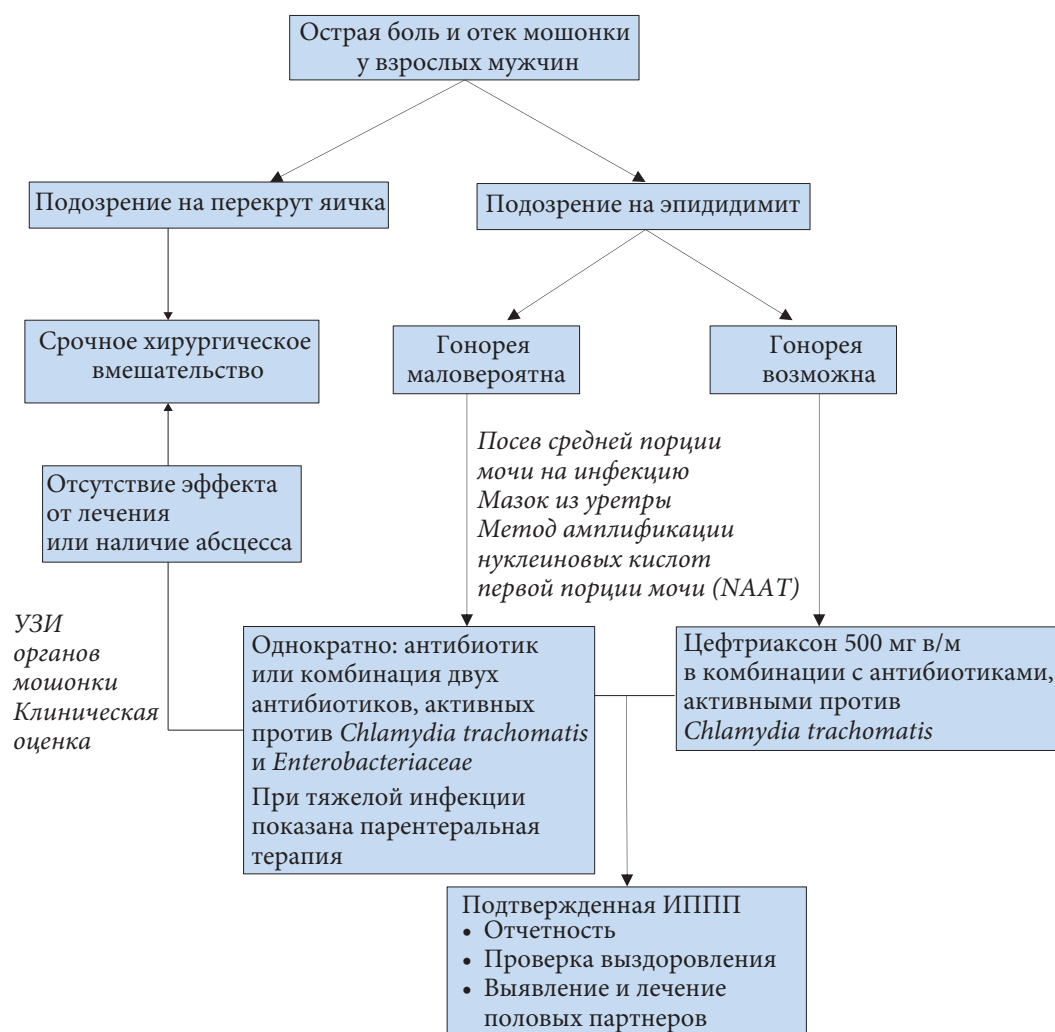 Острая боль и отек мошонки
у взрослых мужчин
Подозрение на перекрут яичка
Подозрение на эпидидимит
Срочное хирургическое
вмешательство
Гонорея
маловероятна
Гонорея
возможна
Посев средней порции
мочи на инфекцию
Мазок из уретры
Метод амплификации
нуклеиновых кислот
первой порции мочи (NAAT)
Отсутствие эффекта
от лечения
или наличие абсцесса
УЗИ
органов
мошонки
Клиническая
оценка
Однократно: антибиотик
или комбинация двух
антибиотиков, активных
против Chlamydia trachomatis
и Enterobacteriaceae
При тяжелой инфекции
показана парентеральная
терапия
Цефтриаксон 500 мг в/м
в комбинации с антибиотиками,
активными против
Chlamydia trachomatis
Подтвержденная ИППП
• Отчетность
• Проверка выздоровления
• Выявление и лечение
половых партнеров